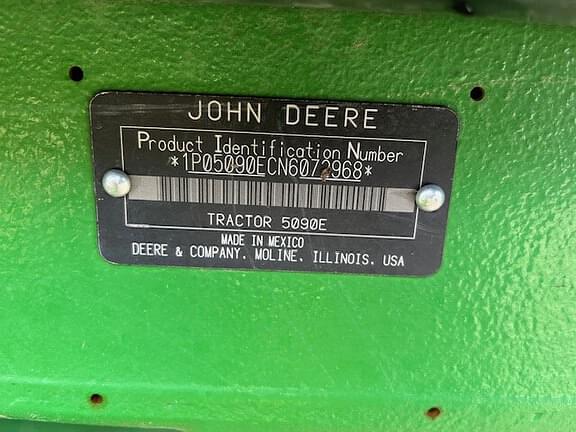 JOHN DEERE
Product Identification Number
*1P05090ECN6072968*
TRACTOR 5090E
MADE IN MEXICO
DEERE & COMPANY. MOLINE, ILLINOIS. USA